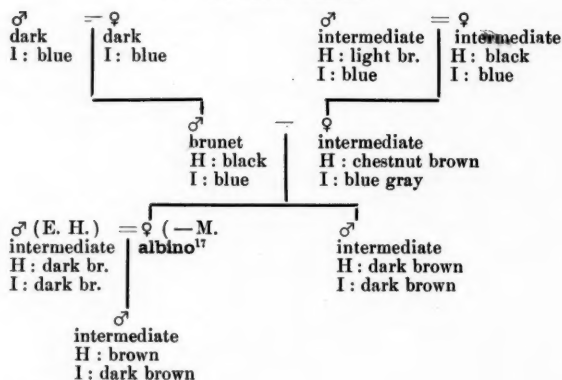 ♂ = ♀ ♂ = ♀
dark dark intermediate intermediate
I : blue I : blue H : light br. H : black
I : blue I : blue
♂ – ♀
brunet intermediate
H : black H : chestnut brown
I : blue I : blue gray
♂ (E. H.) = ♀ (—M. ♂
intermediate albino¹⁷ intermediate
H : dark br. H : dark brown
I : dark br. I : dark brown
♂
intermediate
H : brown
I : dark brown